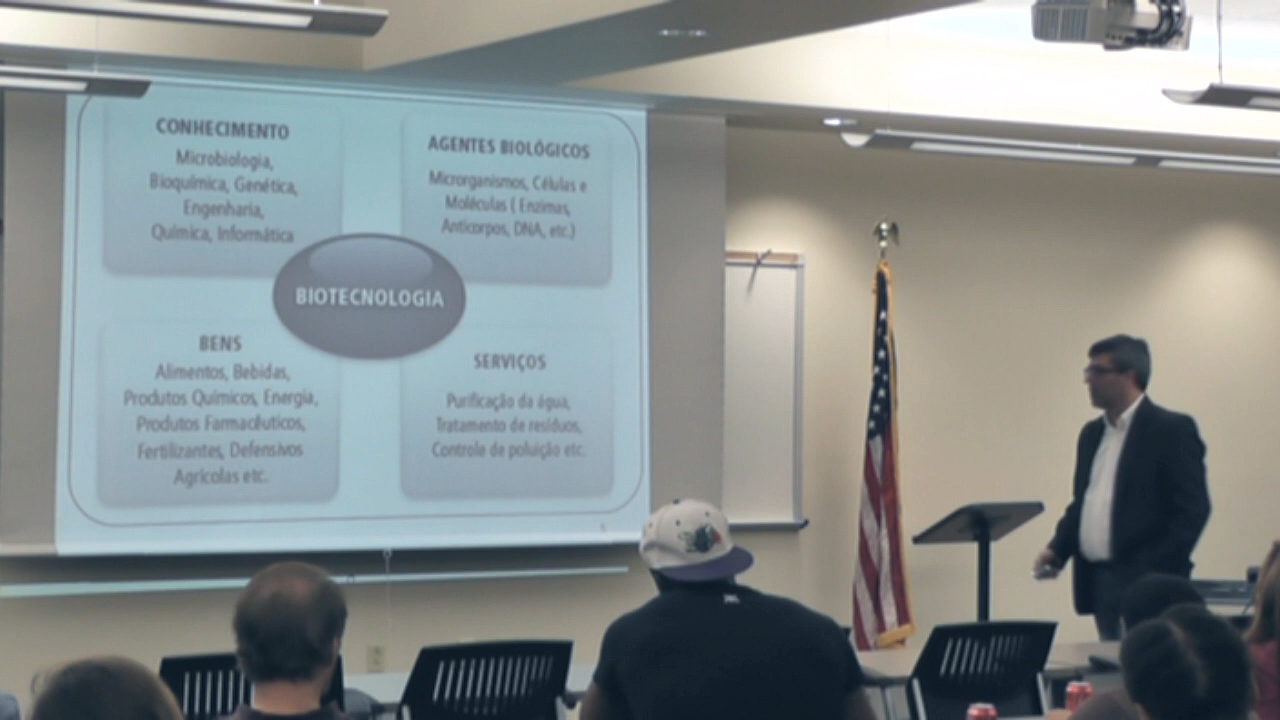 CONHECIMENTO
Microbiologia,
Bioquímica, Genética,
Engenharia,
Química, Informática
AGENTES BIOLÓGICOS
Microrganismos, Células e
Moléculas ( Enzimas,
Anticorpos, DNA, etc.)
BIOTECNOLOGIA
BENS
Alimentos, Bebidas,
Produtos Químicos, Energia,
Produtos Farmacêuticos,
Fertilizantes, Defensivos
Agrícolas etc.
SERVIÇOS
Purificação da água,
Tratamento de resíduos,
Controle de poluição etc.